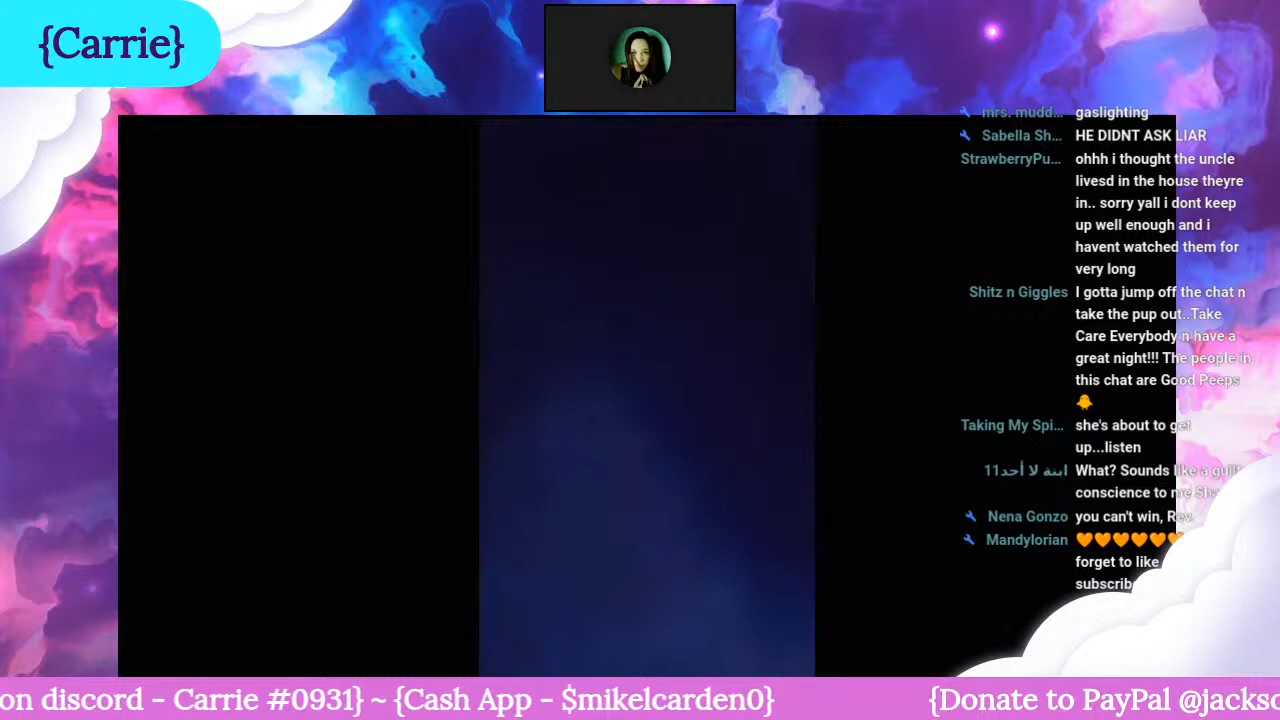 {Carrie}
mrs. mudd... gaslighting
Sabella Sh... HE DIDNT ASK LIAR
StrawberryPu... ohhh i thought the uncle
livesd in the house theyre
in.. sorry yall i dont keep
up well enough and i
havent watched them for
very long
Shitz n Giggles I gotta jump off the chat n
take the pup out..Take
Care Everybody n have a
great night!!! The people in
this chat are Good Peeps
🐥
Taking My Spi... she's about to get
up...listen
ابنة لا أحد11 What? Sounds like a
conscience to me
Nena Gonzo you can't win, Rev.
Mandylorian 🧡🧡🧡🧡🧡🧡
forget to like
subscribe
on discord - Carrie #0931} ~ {Cash App - $mikelcarden0} {Donate to PayPal @jacksc